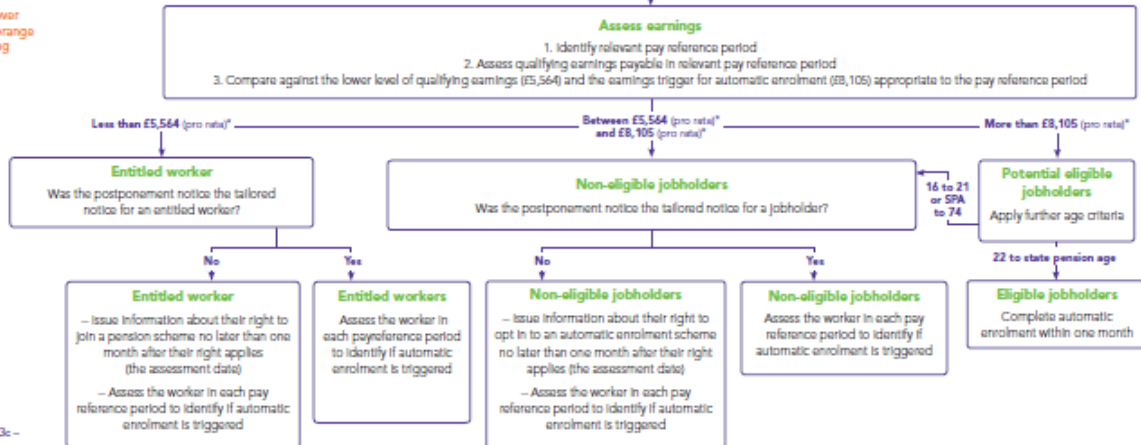 wer
orange
ng
Assess earnings
1. Identify relevant pay reference period
2. Assess qualifying earnings payable in relevant pay reference period
3. Compare against the lower level of qualifying earnings (£5,564) and the earnings trigger for automatic enrolment (£8,105) appropriate to the pay reference period
Less than £5,564 (pro rata)*
Between £5,564 (pro rata)*
and £8,105 (pro rata)*
More than £8,105 (pro rata)*
Entitled worker
Was the postponement notice the tailored
notice for an entitled worker?
Non-eligible jobholders
Was the postponement notice the tailored notice for a jobholder?
16 to 21
or SPA
to 74
Potential eligible
jobholders
Apply further age criteria
No
Yes
No
Yes
22 to state pension age
Entitled worker
– Issue information about their right to
join a pension scheme no later than one
month after their right applies
(the assessment date)
– Assess the worker in each pay
reference period to identify if automatic
enrolment is triggered
Entitled workers
Assess the worker in
each payreference period
to identify if automatic
enrolment is triggered
Non-eligible jobholders
– Issue information about their right to
opt in to an automatic enrolment scheme
no later than one month after their right
applies (the assessment date)
– Assess the worker in each pay
reference period to identify if automatic
enrolment is triggered
Non-eligible jobholders
Assess the worker in each pay
reference period to identify if
automatic enrolment is triggered
Eligible jobholders
Complete automatic
enrolment within one month
3c –